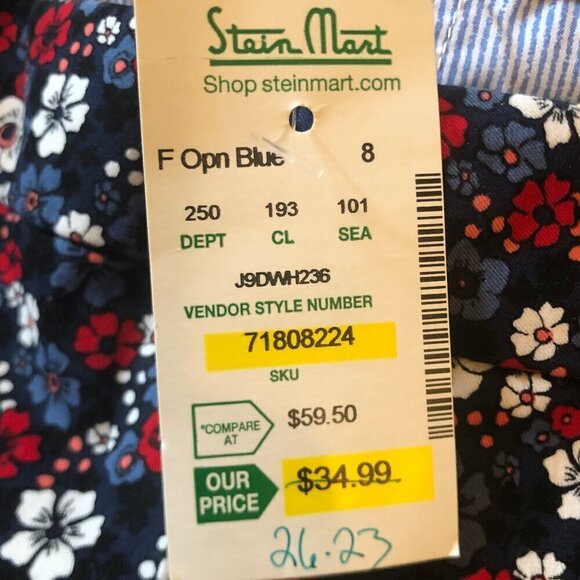 Stein Mart
Shop steinmart.com
F Opn Blue 8
250 193 101
DEPT CL SEA
J9DWH236
VENDOR STYLE NUMBER
71808224
SKU
*COMPARE AT $59.50
OUR PRICE $34.99
26.23